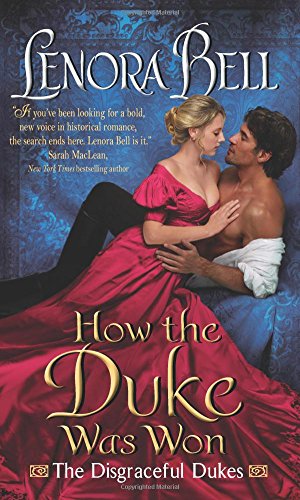 LENORA BELL
"If you've been looking for a bold,
new voice in historical romance,
the search ends here. Lenora Bell is it."
Sarah MacLean,
New York Times bestselling author
How the
Duke
Was Won
The Disgraceful Dukes